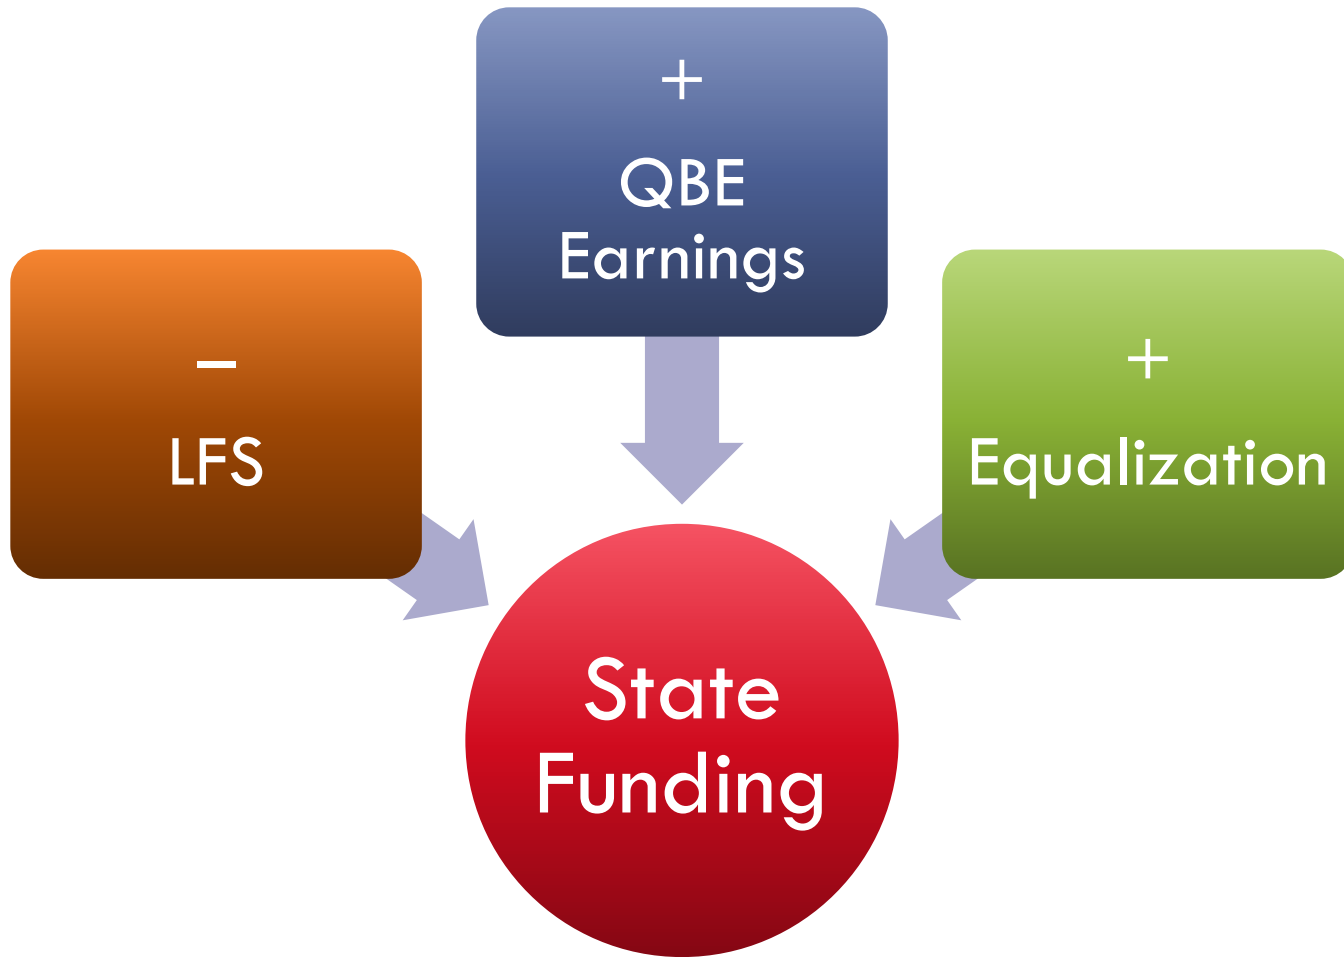 +
QBE
Earnings
–
LFS
+
Equalization
State
Funding